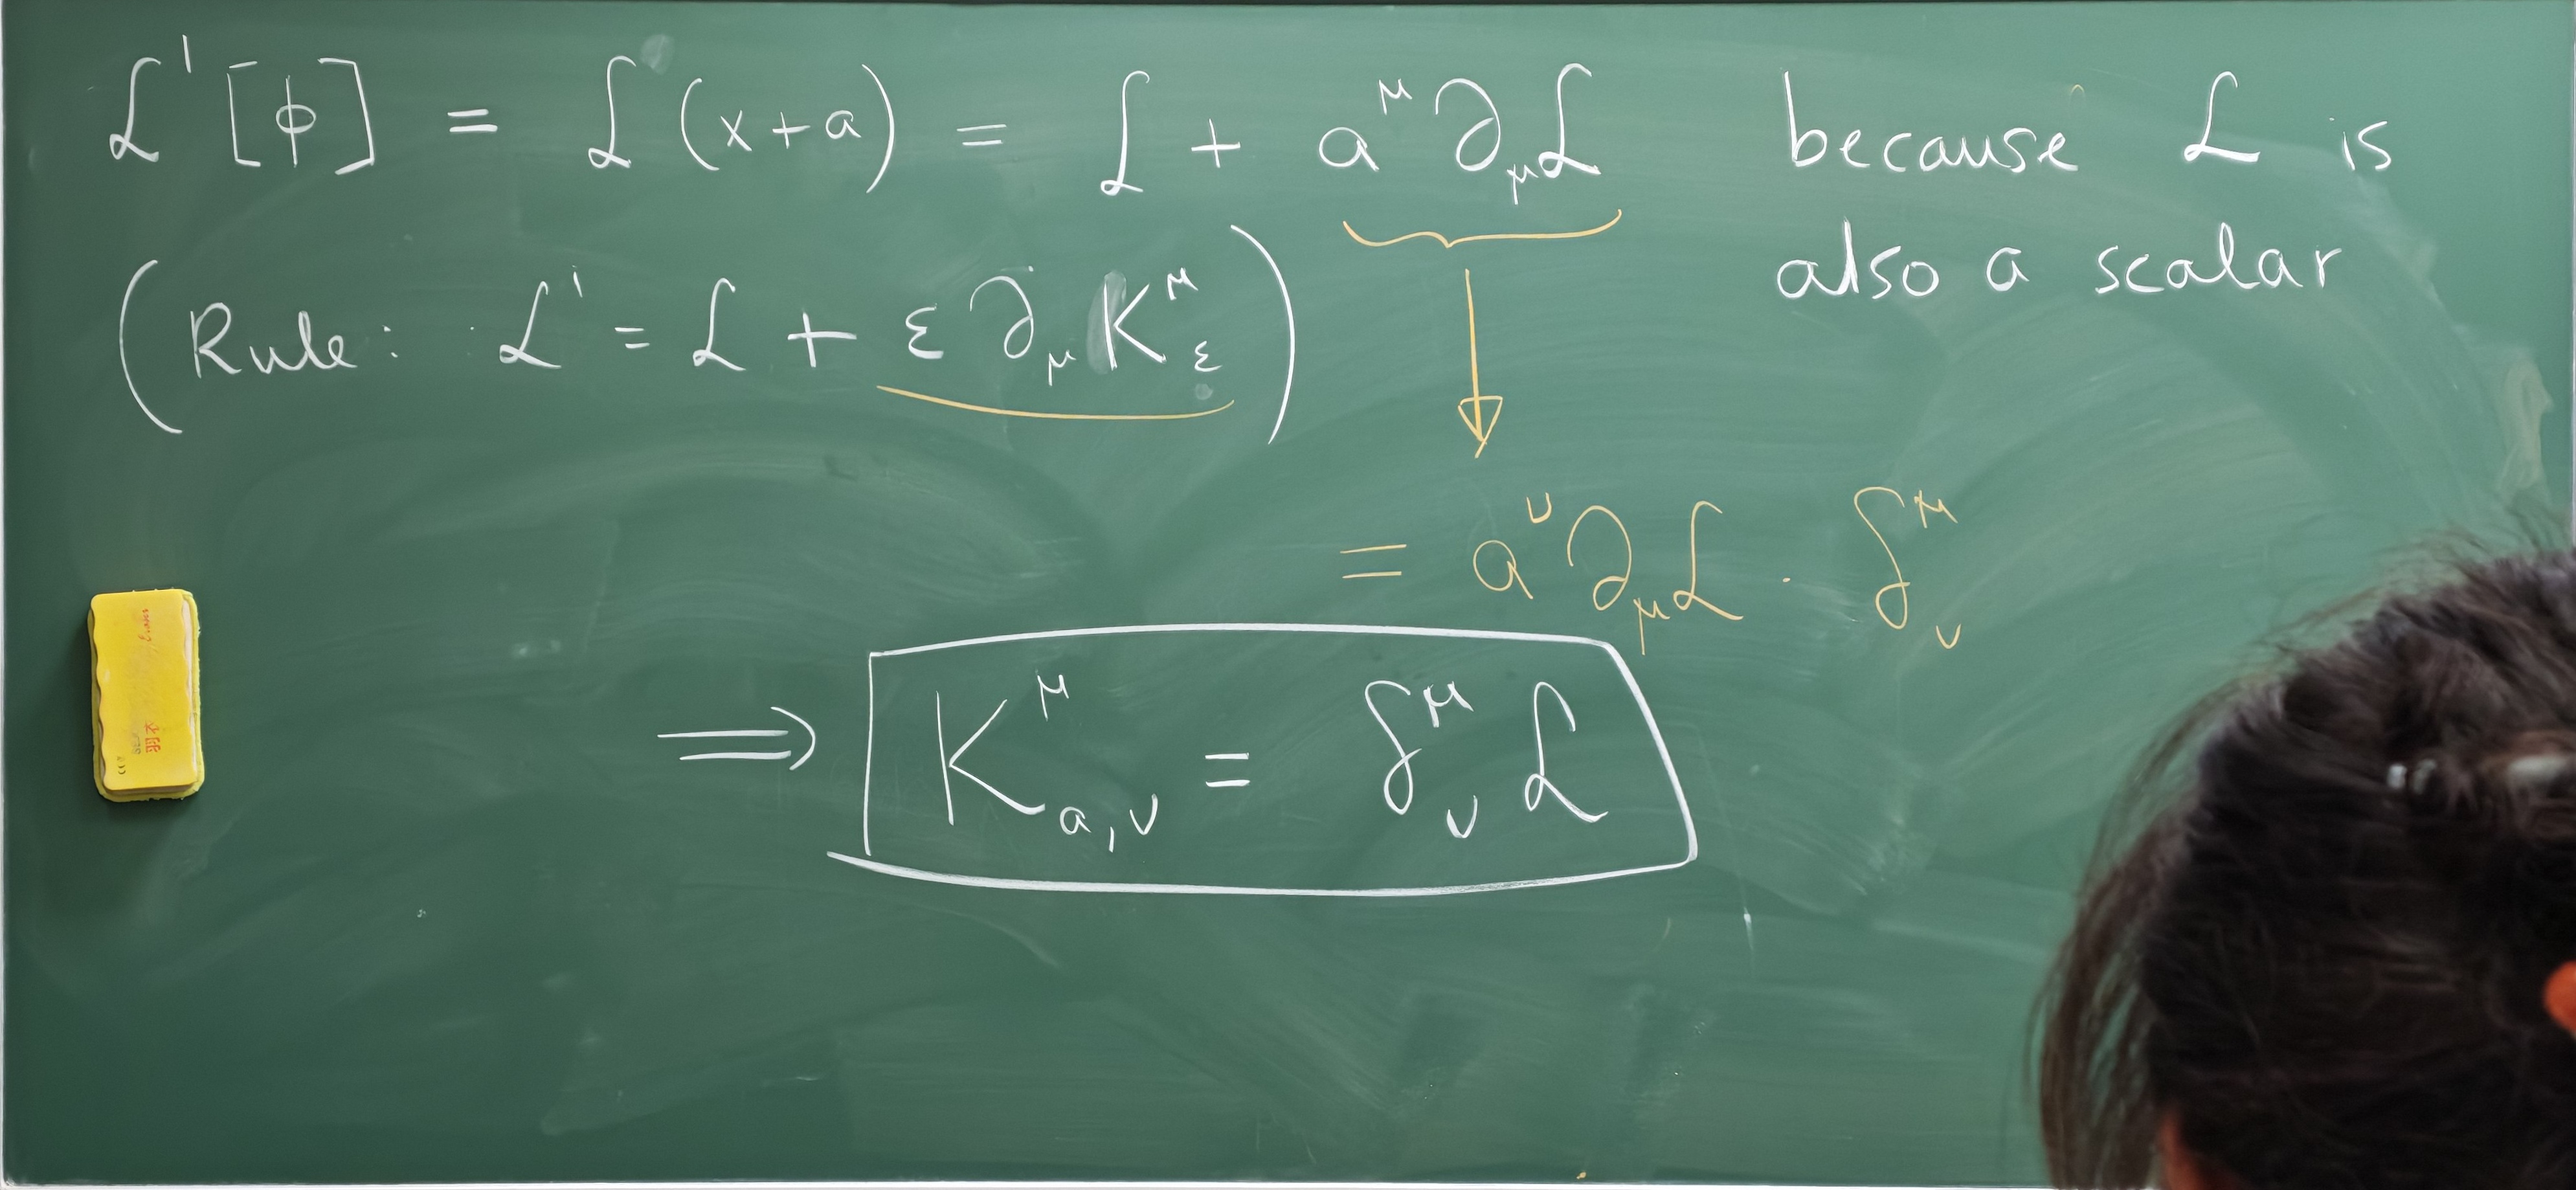 ℒ'[ϕ] = ℒ(x+a) = ℒ + a^μ ∂_μ ℒ because ℒ is
also a scalar
(Rule: ℒ' = ℒ + ε ∂_μ K^μ_ε)
= a^ν ∂_μ ℒ · δ^μ_ν
⟹ K^μ_{a,ν} = δ^μ_ν ℒ